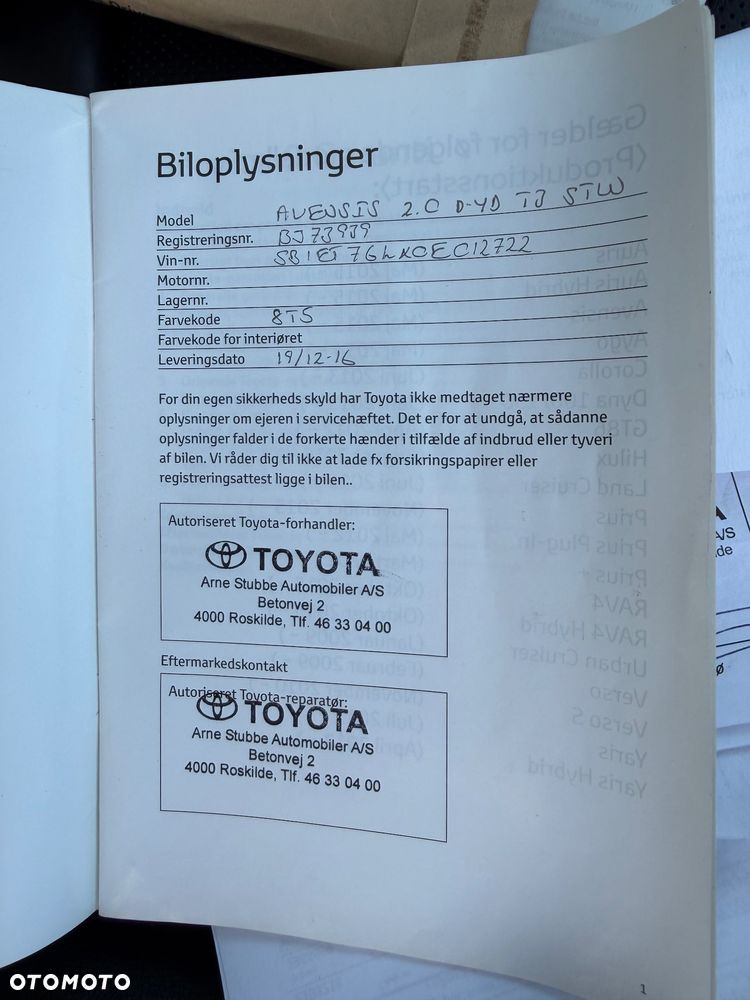 Biloplysninger
Model AVENSIS 2.0 D-4D T3 STW
Registreringsnr. BJ73939
Vin-nr.
Motornr.
Lagernr.
Farvekode 8T5
Farvekode for interiøret
Leveringsdato 19/12-16
For din egen sikkerheds skyld har Toyota ikke medtaget nærmere
oplysninger om ejeren i servicehæftet. Det er for at undgå, at sådanne
oplysninger falder i de forkerte hænder i tilfælde af indbrud eller tyveri
af bilen. Vi råder dig til ikke at lade fx forsikringspapirer eller
registreringsattest ligge i bilen..
Autoriseret Toyota-forhandler:
TOYOTA
Arne Stubbe Automobiler A/S
Betonvej 2
4000 Roskilde, Tlf. 46 33 04 00
Eftermarkedskontakt
Autoriseret Toyota-reparatør:
TOYOTA
Arne Stubbe Automobiler A/S
Betonvej 2
4000 Roskilde, Tlf. 46 33 04 00
1
OTOMOTO